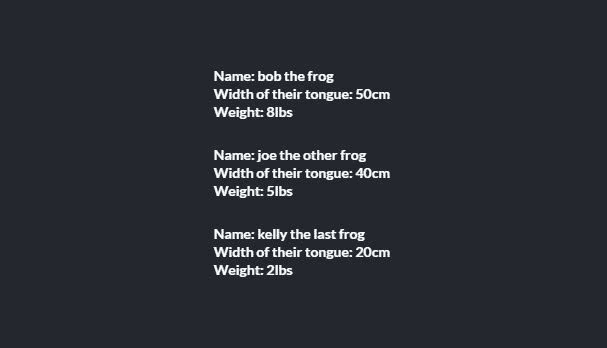 Name: bob the frog
Width of their tongue: 50cm
Weight: 8lbs
Name: joe the other frog
Width of their tongue: 40cm
Weight: 5lbs
Name: kelly the last frog
Width of their tongue: 20cm
Weight: 2lbs